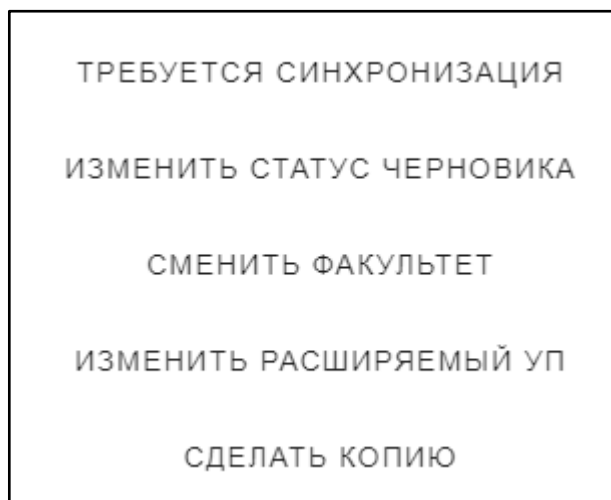 ТРЕБУЕТСЯ СИНХРОНИЗАЦИЯ
ИЗМЕНИТЬ СТАТУС ЧЕРНОВИКА
СМЕНИТЬ ФАКУЛЬТЕТ
ИЗМЕНИТЬ РАСШИРЯЕМЫЙ УП
СДЕЛАТЬ КОПИЮ